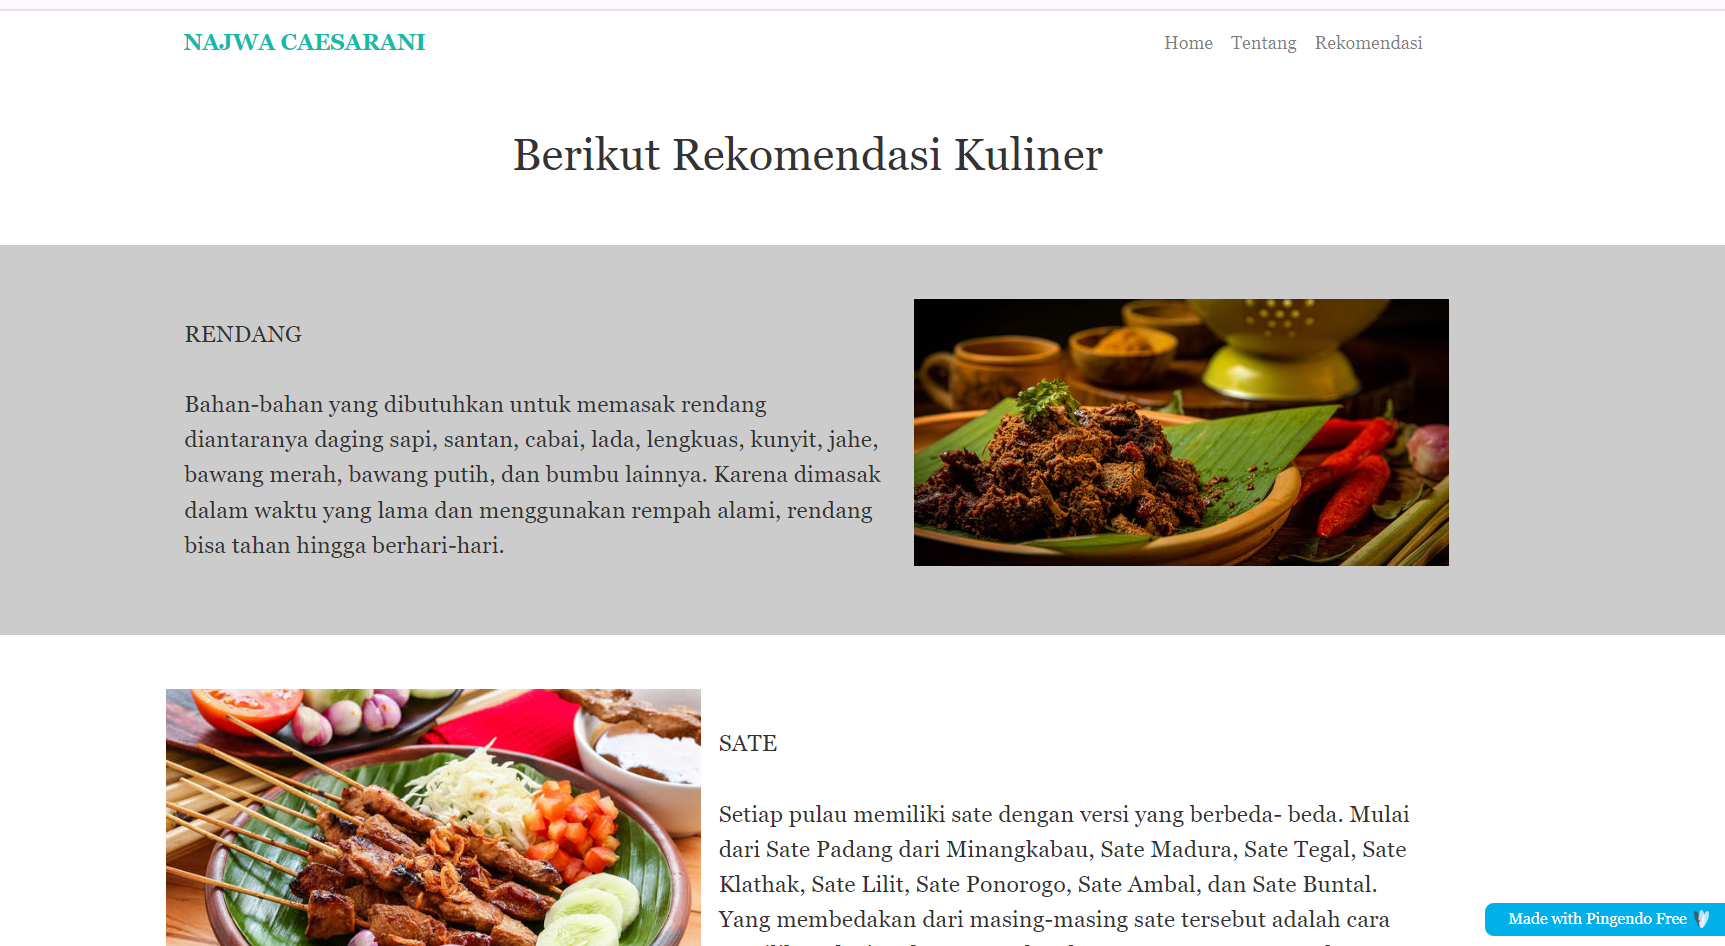 NAJWA CAESARANI
Home Tentang Rekomendasi
Berikut Rekomendasi Kuliner
RENDANG
Bahan-bahan yang dibutuhkan untuk memasak rendang
diantaranya daging sapi, santan, cabai, lada, lengkuas, kunyit, jahe,
bawang merah, bawang putih, dan bumbu lainnya. Karena dimasak
dalam waktu yang lama dan menggunakan rempah alami, rendang
bisa tahan hingga berhari-hari.
SATE
Setiap pulau memiliki sate dengan versi yang berbeda- beda. Mulai
dari Sate Padang dari Minangkabau, Sate Madura, Sate Tegal, Sate
Klathak, Sate Lilit, Sate Ponorogo, Sate Ambal, dan Sate Buntal.
Yang membedakan dari masing-masing sate tersebut adalah cara
Made with Pingendo Free